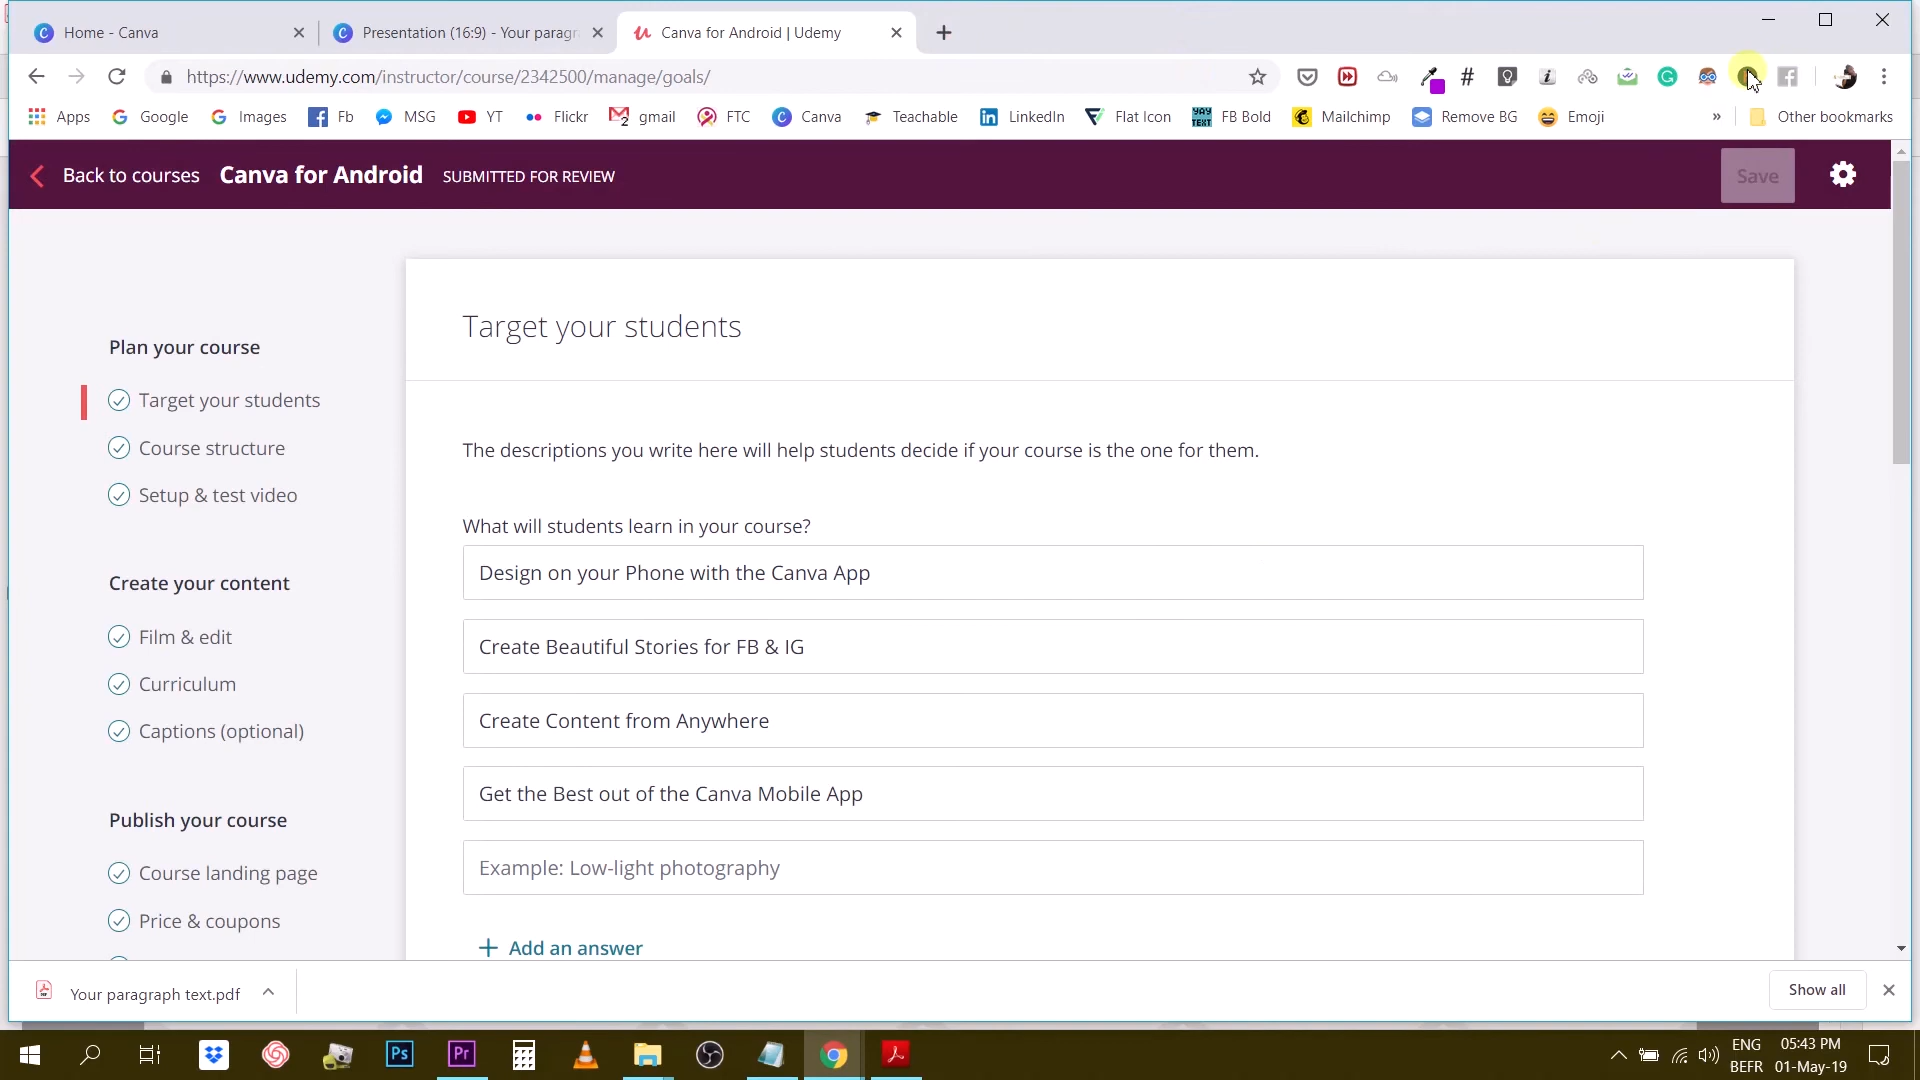 Home - Canva
Presentation (16:9) - Your paragr
Canva for Android | Udemy
https://www.udemy.com/instructor/course/2342500/manage/goals/
Apps
Google
Images
Fb
MSG
YT
Flickr
gmail
FTC
Canva
Teachable
LinkedIn
Flat Icon
FB Bold
Mailchimp
Remove BG
Emoji
»
Other bookmarks
Back to courses
Canva for Android
SUBMITTED FOR REVIEW
Save
Plan your course
Target your students
Course structure
Setup & test video
Create your content
Film & edit
Curriculum
Captions (optional)
Publish your course
Course landing page
Price & coupons
Target your students
The descriptions you write here will help students decide if your course is the one for them.
What will students learn in your course?
Design on your Phone with the Canva App
Create Beautiful Stories for FB & IG
Create Content from Anywhere
Get the Best out of the Canva Mobile App
Example: Low-light photography
+ Add an answer
Your paragraph text.pdf
Show all
Ps
Pr
ENG
BEFR
05:43 PM
01-May-19